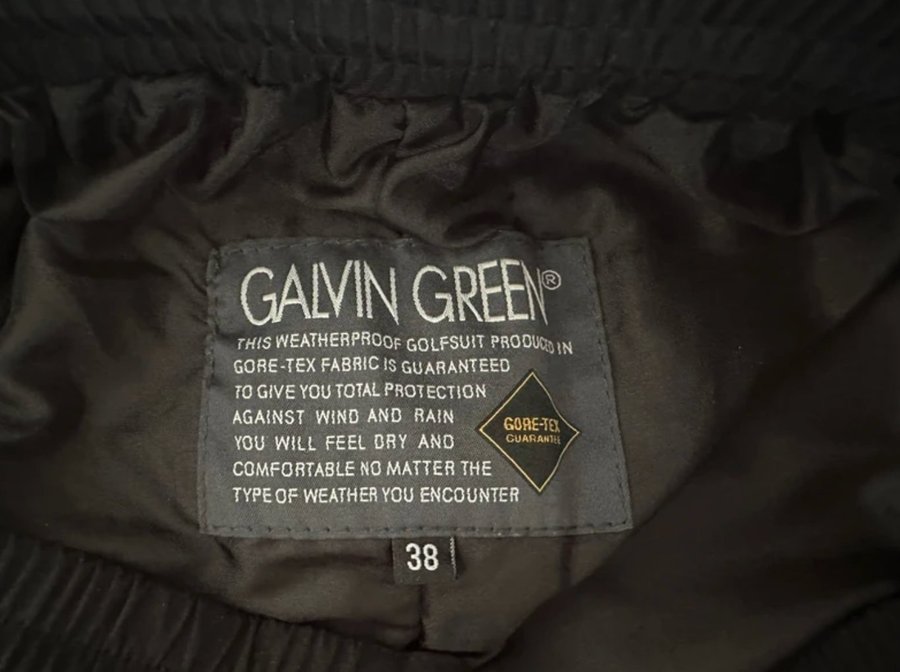 GALVIN GREEN®
THIS WEATHERPROOF GOLFSUIT PRODUCED IN
GORE-TEX FABRIC IS GUARANTEED
TO GIVE YOU TOTAL PROTECTION
AGAINST WIND AND RAIN
YOU WILL FEEL DRY AND
COMFORTABLE NO MATTER THE
TYPE OF WEATHER YOU ENCOUNTER
GORE-TEX
GUARANTEE
38